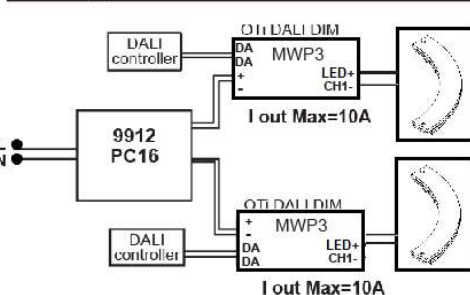 OTi DALI DIM
DALI
controller
DA
DA
+
-
MWP3
LED+
CH1-
I out Max=10A
9912
PC16
N
OTi DALI DIM
+
-
DA
DA
MWP3
LED+
CH1-
DALI
controller
I out Max=10A